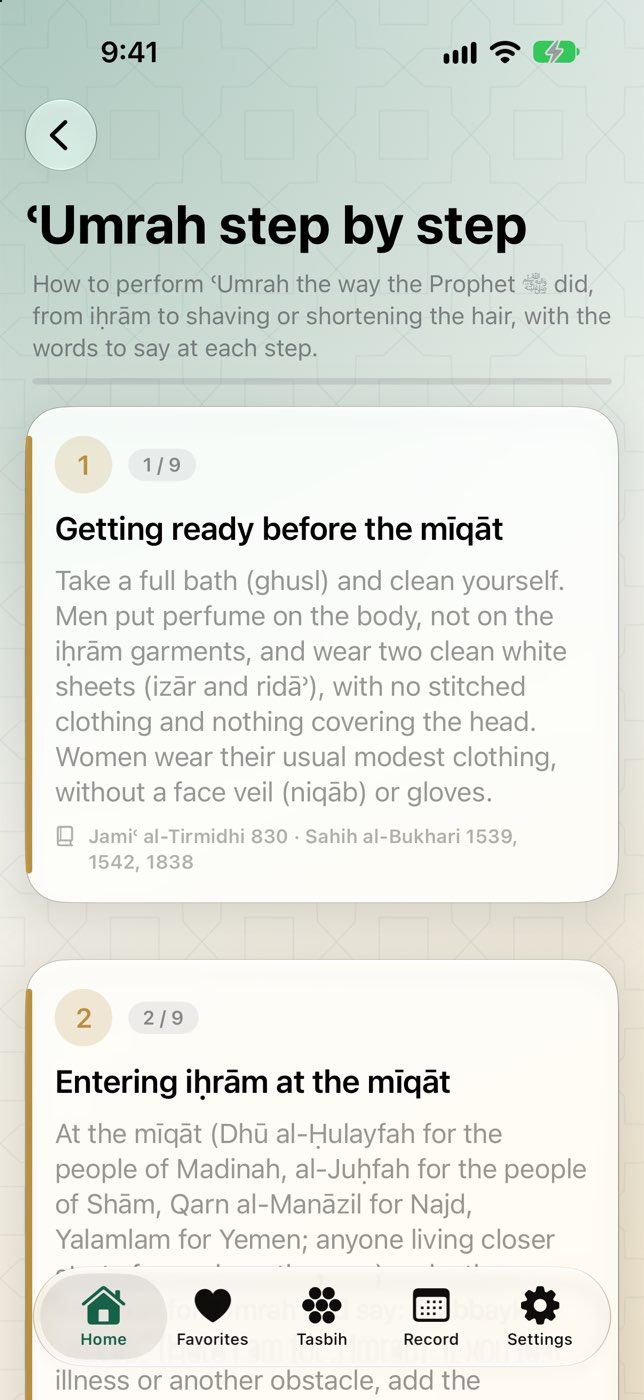 9:41
ʿUmrah step by step
How to perform ʿUmrah the way the Prophet ﷺ did,
from iḥrām to shaving or shortening the hair, with the
words to say at each step.
1
1 / 9
Getting ready before the mīqāt
Take a full bath (ghusl) and clean yourself.
Men put perfume on the body, not on the
iḥrām garments, and wear two clean white
sheets (izār and ridāʾ), with no stitched
clothing and nothing covering the head.
Women wear their usual modest clothing,
without a face veil (niqāb) or gloves.
Jamiʿ al-Tirmidhi 830 · Sahih al-Bukhari 1539,
1542, 1838
2
2 / 9
Entering iḥrām at the mīqāt
At the mīqāt (Dhū al-Ḥulayfah for the
people of Madinah, al-Juḥfah for the people
of Shām, Qarn al-Manāzil for Najd,
Yalamlam for Yemen; anyone living closer
Home
Favorites
Tasbih
Record
Settings
illness or another obstacle, add the